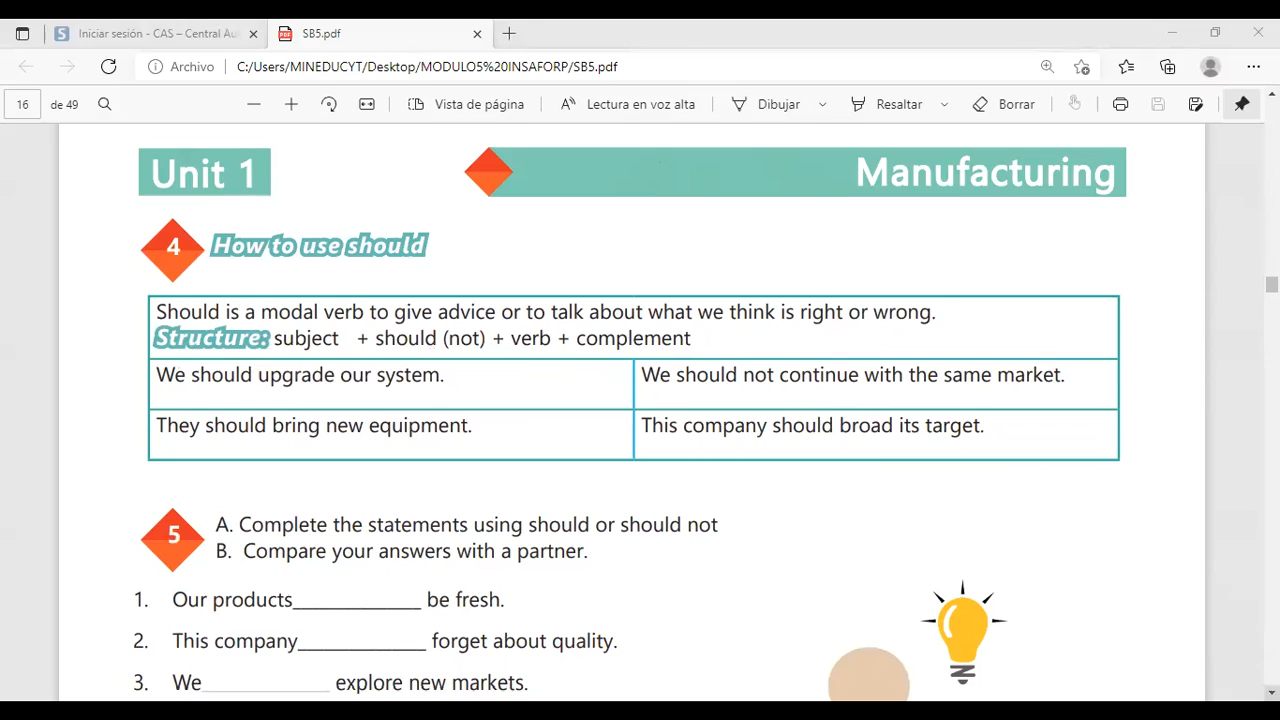 Iniciar sesión - CAS – Central Au
SB5.pdf
Archivo
C:/Users/MINEDUCYT/Desktop/MODULO5%20INSAFORP/SB5.pdf
16 de 49
Vista de página
Lectura en voz alta
Dibujar
Resaltar
Borrar
Unit 1
Manufacturing
4 How to use should
Should is a modal verb to give advice or to talk about what we think is right or wrong.
Structure: subject + should (not) + verb + complement
We should upgrade our system.
We should not continue with the same market.
They should bring new equipment.
This company should broad its target.
5
A. Complete the statements using should or should not
B. Compare your answers with a partner.
1. Our products_____________ be fresh.
2. This company_____________ forget about quality.
3. We_____________ explore new markets.